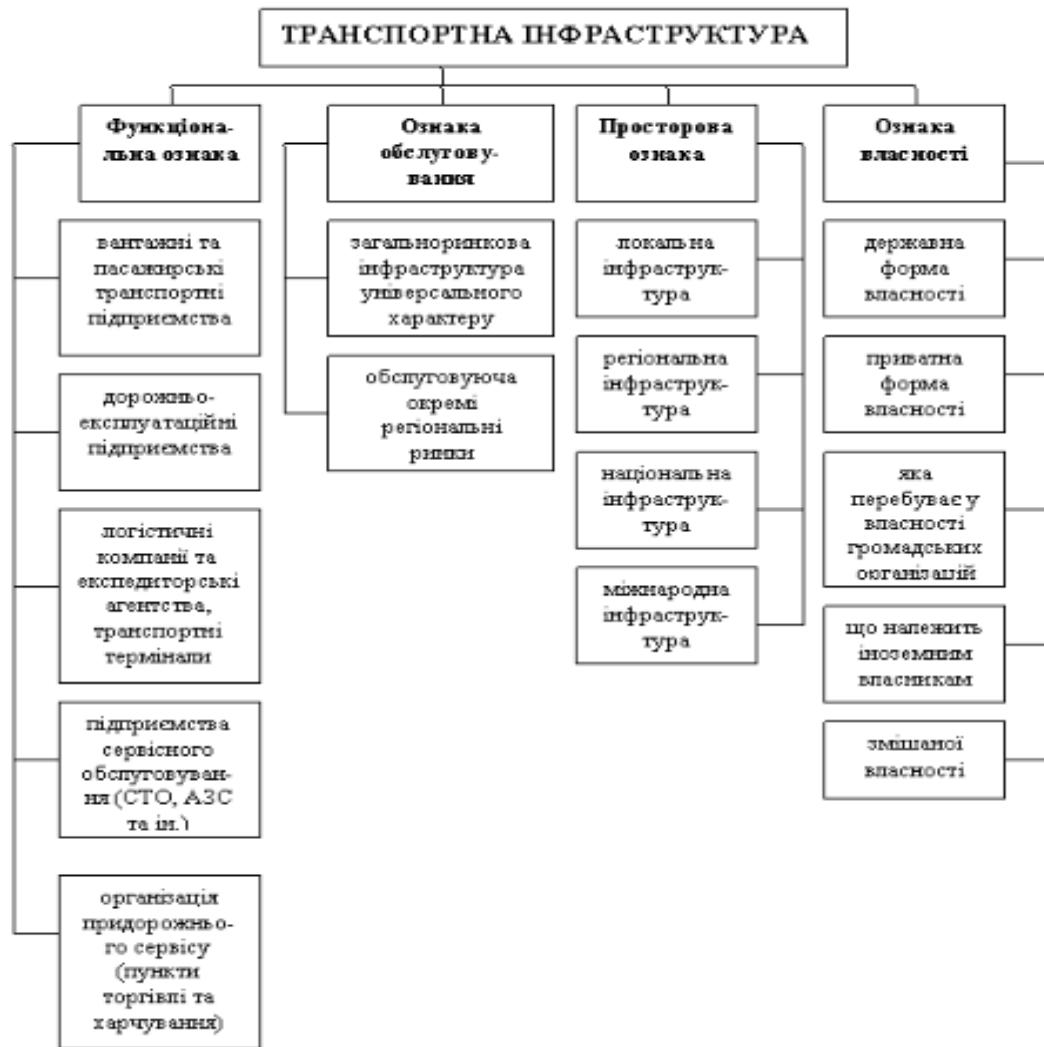 ТРАНСПОРТНА ІНФРАСТРУКТУРА
Функціона-
льна ознака
вантажні та
пасажирські
транспортні
підприємства
дорожньо-
експлуатаційні
підприємства
логістичні
компанії та
експедиторські
агентства,
транспортні
термінали
підприємства
сервісного
обслуговуван-
ня (СТО, АЗС
та ін.)
організація
придорожньо-
го сервісу
(пункти
торгівлі та
харчування)
Ознака
обслугову-
вання
загальноринкова
інфраструктура
універсального
характеру
обслуговуюча
окремі
регіональні
ринки
Просторова
ознака
локальна
інфраструк-
тура
регіональна
інфраструк-
тура
національна
інфраструк-
тура
міжнародна
інфраструк-
тура
Ознака
власності
державна
форма
власності
приватна
форма
власності
яка
перебуває у
власності
громадських
організацій
що належить
іноземним
власникам
змішаної
власності